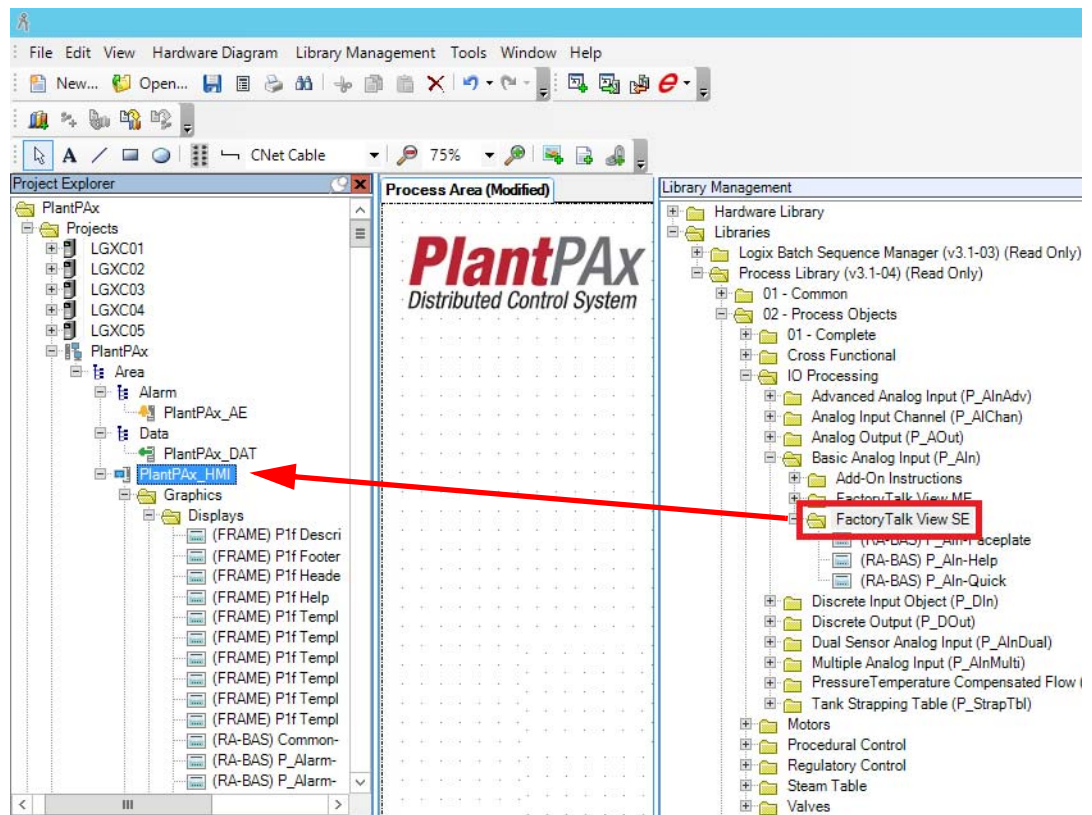 File Edit View Hardware Diagram Library Management Tools Window Help
New... Open...
A CNet Cable 75%
Project Explorer
PlantPAx
Projects
LGXC01
LGXC02
LGXC03
LGXC04
LGXC05
PlantPAx
Area
Alarm
PlantPAx_AE
Data
PlantPAx_DAT
PlantPAx_HMI
Graphics
Displays
(FRAME) P1f Descri
(FRAME) P1f Footer
(FRAME) P1f Heade
(FRAME) P1f Help
(FRAME) P1f Templ
(FRAME) P1f Templ
(FRAME) P1f Templ
(FRAME) P1f Templ
(FRAME) P1f Templ
(FRAME) P1f Templ
(RA-BAS) Common-
(RA-BAS) P_Alarm-
(RA-BAS) P_Alarm-
Process Area (Modified)
PlantPAx
Distributed Control System
Library Management
Hardware Library
Libraries
Logix Batch Sequence Manager (v3.1-03) (Read Only)
Process Library (v3.1-04) (Read Only)
01 - Common
02 - Process Objects
01 - Complete
Cross Functional
IO Processing
Advanced Analog Input (P_AInAdv)
Analog Input Channel (P_AIChan)
Analog Output (P_AOut)
Basic Analog Input (P_AIn)
Add-On Instructions
FactoryTalk View ME
FactoryTalk View SE
(RA-BAS) P_AIn-Faceplate
(RA-BAS) P_AIn-Help
(RA-BAS) P_AIn-Quick
Discrete Input Object (P_DIn)
Discrete Output (P_DOut)
Dual Sensor Analog Input (P_AInDual)
Multiple Analog Input (P_AInMulti)
PressureTemperature Compensated Flow (
Tank Strapping Table (P_StrapTbl)
Motors
Procedural Control
Regulatory Control
Steam Table
Valves